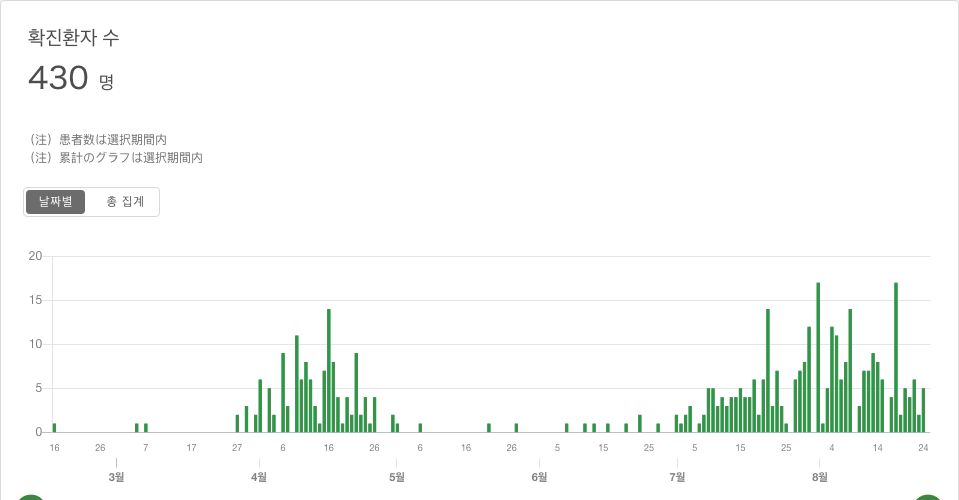 확진환자 수
430 명
（注）患者数は選択期間内
（注）累計のグラフは選択期間内
날짜별 총 집계
20
15
10
5
0
16 26 7 17 27 6 16 26 6 16 26 5 15 25 5 15 25 4 14 24
3월 4월 5월 6월 7월 8월